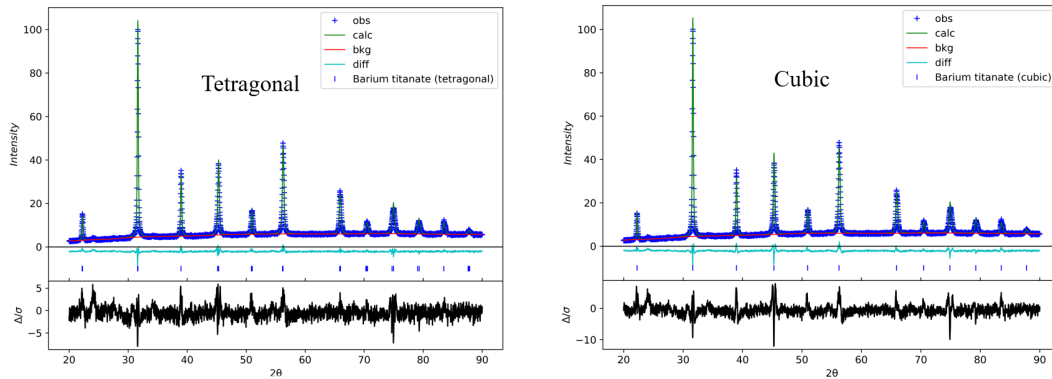 obs
calc
bkg
diff
Barium titanate (tetragonal)
Tetragonal
Intensity
100
80
60
40
20
0
5
0
−5
Δ/σ
20 30 40 50 60 70 80 90
2θ
obs
calc
bkg
diff
Barium titanate (cubic)
Cubic
Intensity
100
80
60
40
20
0
0
−10
Δ/σ
20 30 40 50 60 70 80 90
2θ